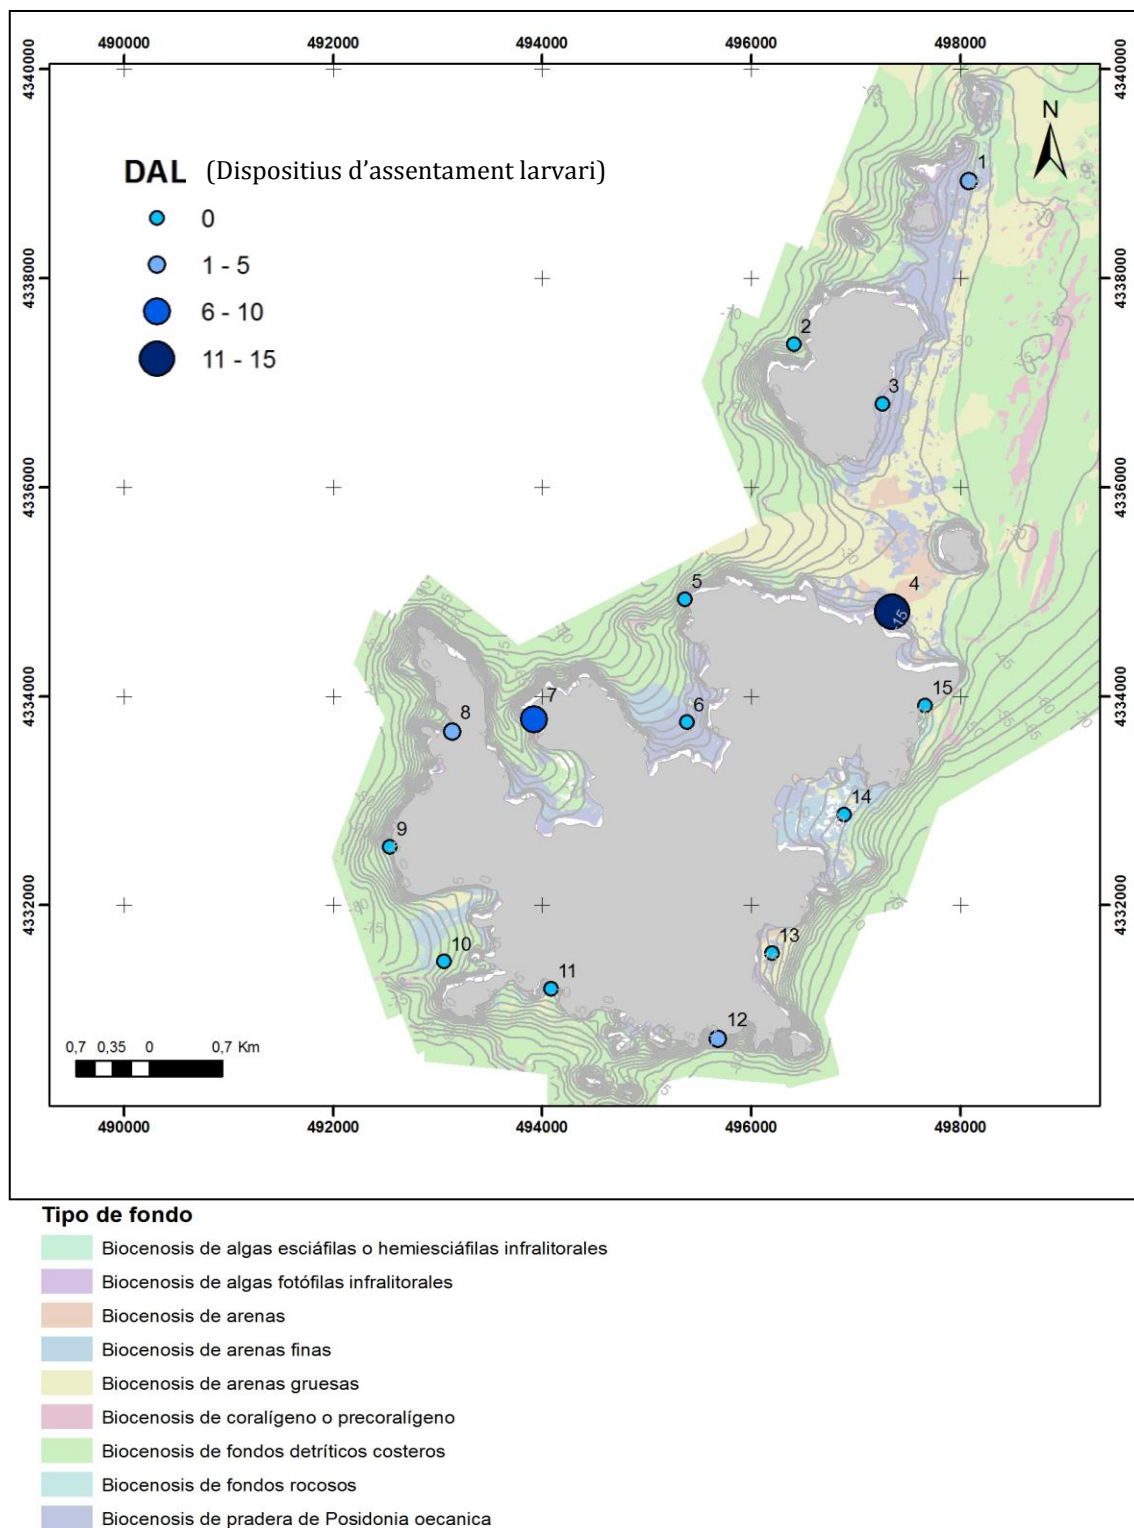 490000 492000 494000 496000 498000
4340000 4340000
N
DAL (Dispositius d'assentament larvari)
0
1 - 5
6 - 10
11 - 15
1
4338000 4338000
2
3
4336000 4336000
5
4
-15
4334000 4334000
15
7
6
8
14
9
4332000 4332000
13
10
11
12
0,7 0,35 0 0,7 Km
490000 492000 494000 496000 498000
Tipo de fondo
Biocenosis de algas esciáfilas o hemiesciáfilas infralitorales
Biocenosis de algas fotófilas infralitorales
Biocenosis de arenas
Biocenosis de arenas finas
Biocenosis de arenas gruesas
Biocenosis de coralígeno o precoralígeno
Biocenosis de fondos detríticos costeros
Biocenosis de fondos rocosos
Biocenosis de pradera de Posidonia oecanica